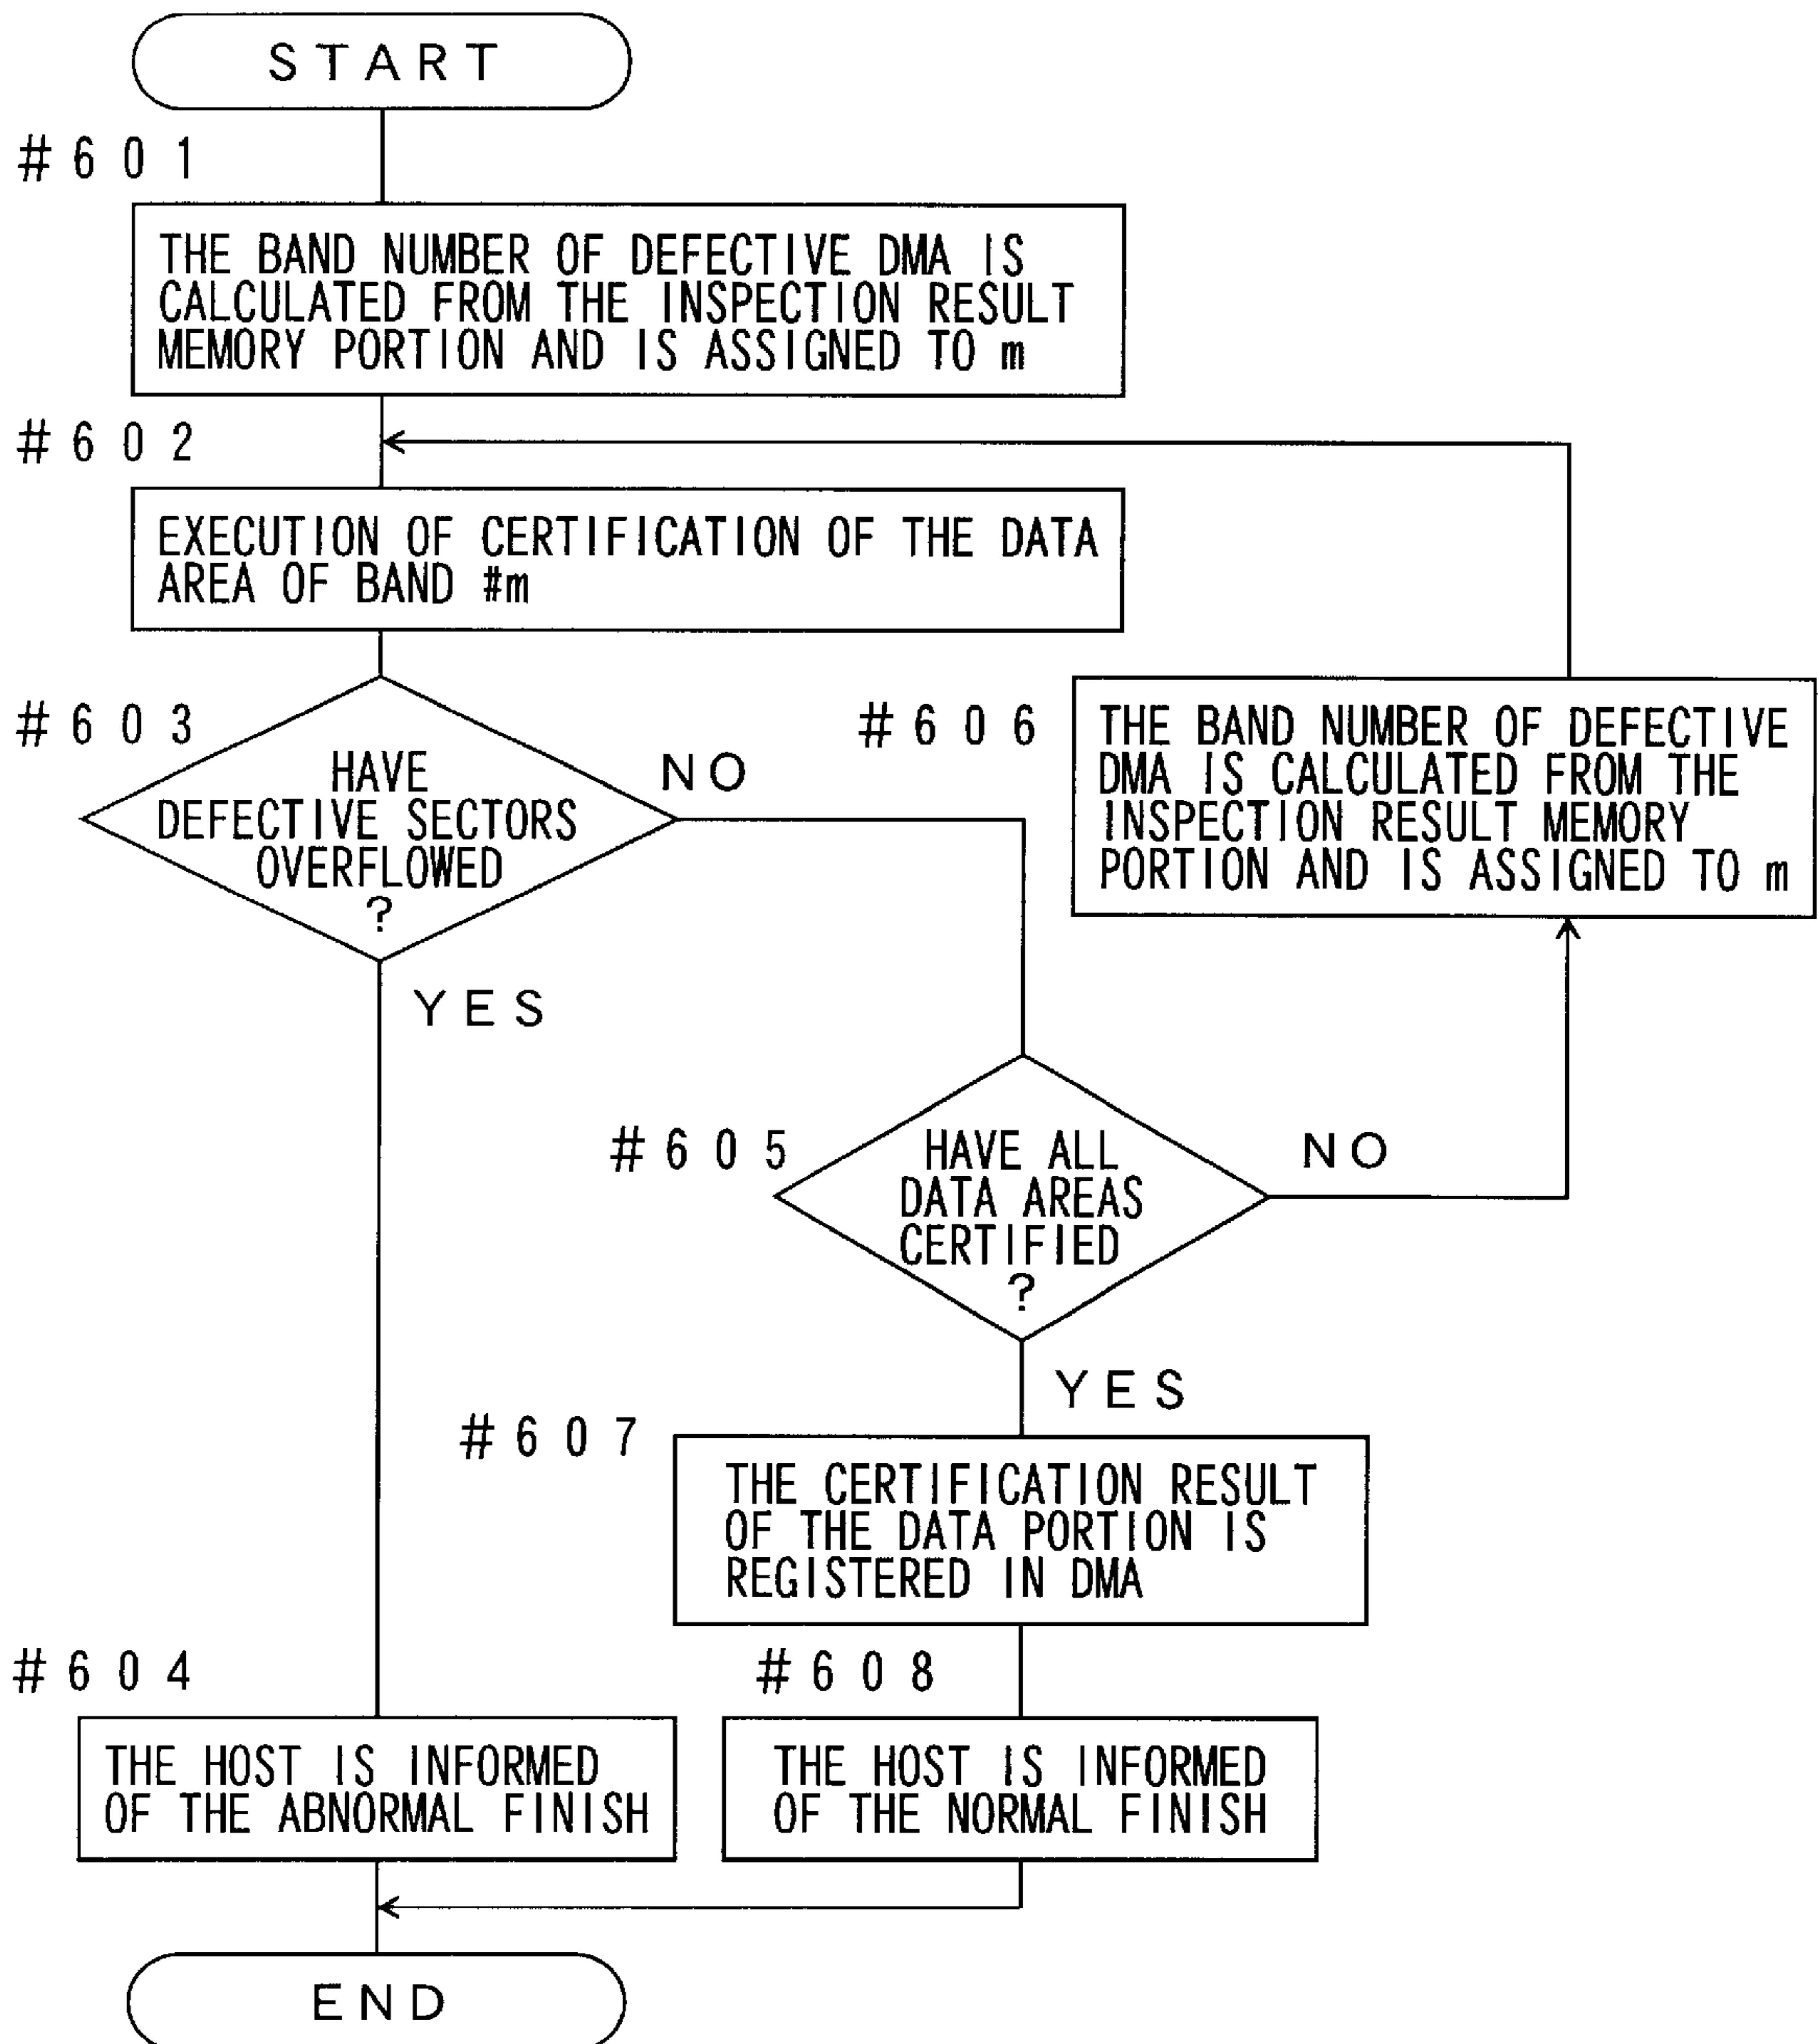 START
#601
THE BAND NUMBER OF DEFECTIVE DMA IS
CALCULATED FROM THE INSPECTION RESULT
MEMORY PORTION AND IS ASSIGNED TO m
#602
EXECUTION OF CERTIFICATION OF THE DATA
AREA OF BAND #m
#603
HAVE
DEFECTIVE SECTORS
OVERFLOWED
?
NO
YES
#606
THE BAND NUMBER OF DEFECTIVE
DMA IS CALCULATED FROM THE
INSPECTION RESULT MEMORY
PORTION AND IS ASSIGNED TO m
#605
HAVE ALL
DATA AREAS
CERTIFIED
?
NO
YES
#607
THE CERTIFICATION RESULT
OF THE DATA PORTION IS
REGISTERED IN DMA
#604
THE HOST IS INFORMED
OF THE ABNORMAL FINISH
#608
THE HOST IS INFORMED
OF THE NORMAL FINISH
END